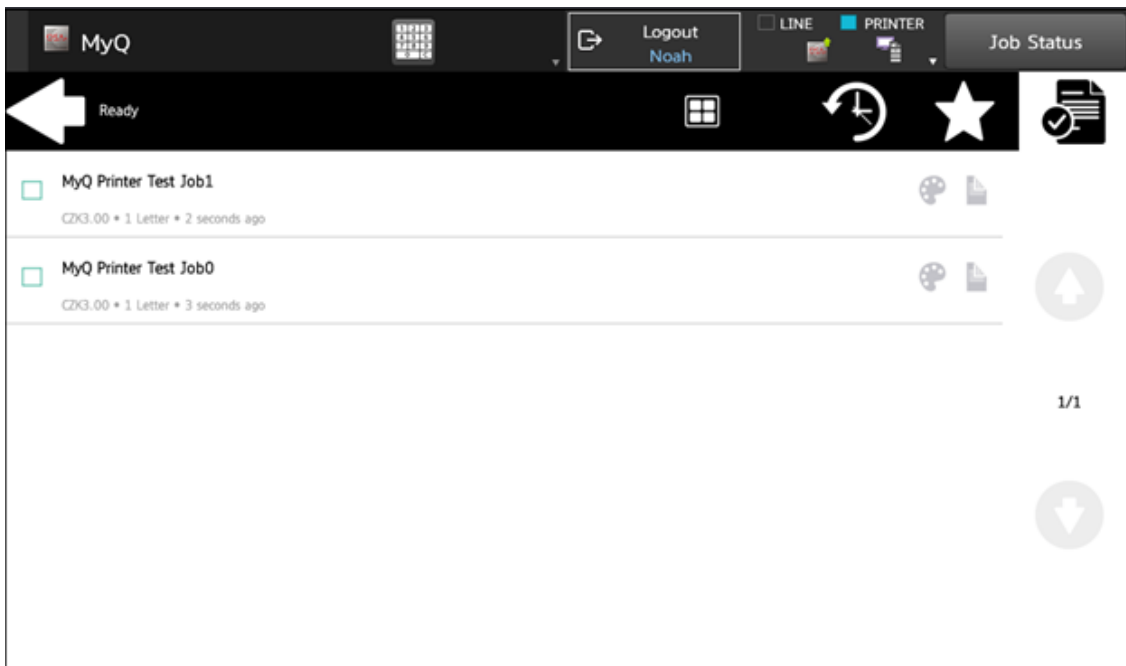 MyQ
Logout
Noah
LINE
PRINTER
Job Status
Ready
MyQ Printer Test Job1
CZK3.00 • 1 Letter • 2 seconds ago
MyQ Printer Test Job0
CZK3.00 • 1 Letter • 3 seconds ago
1/1